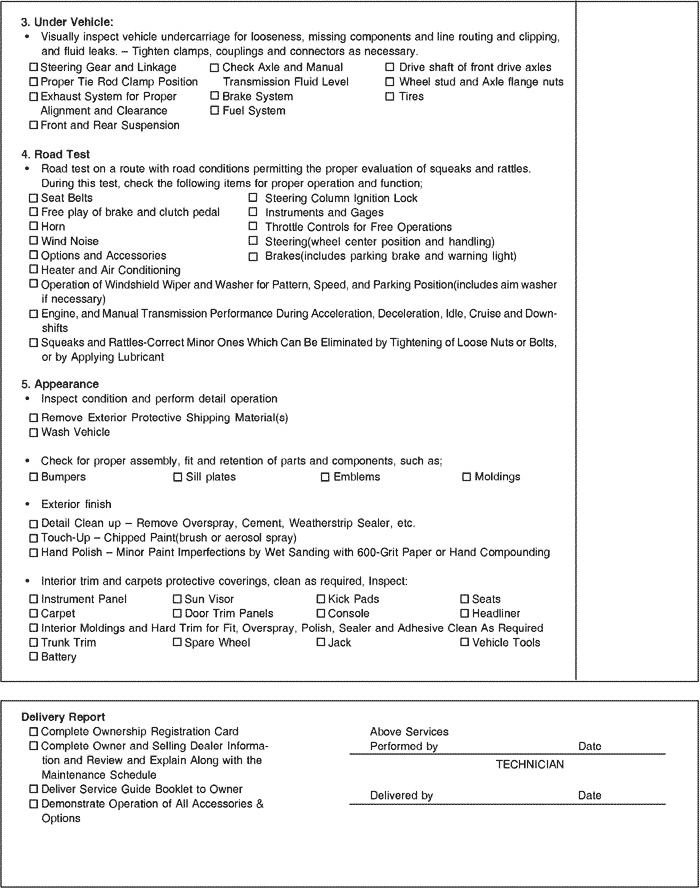 3. Under Vehicle:
• Visually inspect vehicle undercarriage for looseness, missing components and line routing and clipping,
and fluid leaks. – Tighten clamps, couplings and connectors as necessary.
☐ Steering Gear and Linkage ☐ Check Axle and Manual ☐ Drive shaft of front drive axles
☐ Proper Tie Rod Clamp Position Transmission Fluid Level ☐ Wheel stud and Axle flange nuts
☐ Exhaust System for Proper ☐ Brake System ☐ Tires
Alignment and Clearance ☐ Fuel System
☐ Front and Rear Suspension
4. Road Test
• Road test on a route with road conditions permitting the proper evaluation of squeaks and rattles.
During this test, check the following items for proper operation and function;
☐ Seat Belts ☐ Steering Column Ignition Lock
☐ Free play of brake and clutch pedal ☐ Instruments and Gages
☐ Horn ☐ Throttle Controls for Free Operations
☐ Wind Noise ☐ Steering(wheel center position and handling)
☐ Options and Accessories ☐ Brakes(includes parking brake and warning light)
☐ Heater and Air Conditioning
☐ Operation of Windshield Wiper and Washer for Pattern, Speed, and Parking Position(includes aim washer
if necessary)
☐ Engine, and Manual Transmission Performance During Acceleration, Deceleration, Idle, Cruise and Down-
shifts
☐ Squeaks and Rattles-Correct Minor Ones Which Can Be Eliminated by Tightening of Loose Nuts or Bolts,
or by Applying Lubricant
5. Appearance
• Inspect condition and perform detail operation
☐ Remove Exterior Protective Shipping Material(s)
☐ Wash Vehicle
• Check for proper assembly, fit and retention of parts and components, such as;
☐ Bumpers ☐ Sill plates ☐ Emblems ☐ Moldings
• Exterior finish
☐ Detail Clean up – Remove Overspray, Cement, Weatherstrip Sealer, etc.
☐ Touch-Up – Chipped Paint(brush or aerosol spray)
☐ Hand Polish – Minor Paint Imperfections by Wet Sanding with 600-Grit Paper or Hand Compounding
• Interior trim and carpets protective coverings, clean as required, Inspect:
☐ Instrument Panel ☐ Sun Visor ☐ Kick Pads ☐ Seats
☐ Carpet ☐ Door Trim Panels ☐ Console ☐ Headliner
☐ Interior Moldings and Hard Trim for Fit, Overspray, Polish, Sealer and Adhesive Clean As Required
☐ Trunk Trim ☐ Spare Wheel ☐ Jack ☐ Vehicle Tools
☐ Battery
Delivery Report
☐ Complete Ownership Registration Card
☐ Complete Owner and Selling Dealer Informa-
tion and Review and Explain Along with the
Maintenance Schedule
☐ Deliver Service Guide Booklet to Owner
☐ Demonstrate Operation of All Accessories &
Options
Above Services
Performed by Date
TECHNICIAN
Delivered by Date